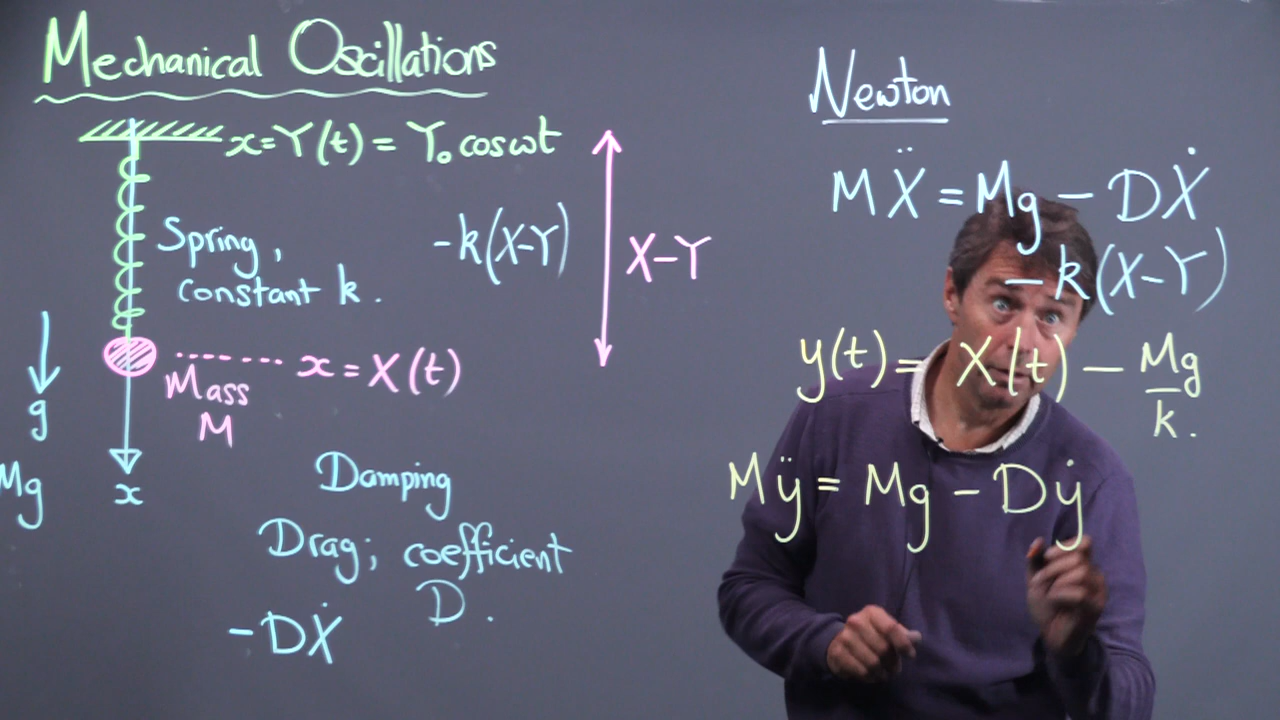 Mechanical Oscillations
x=Y(t) = Y₀ cos ωt
Spring,
constant k.
-k(X-Y)
X-Y
x = X(t)
Mass
M
g
Mg
x
Damping
Drag; coefficient
D.
-DẊ
Newton
MẌ = Mg - DẊ
-k(X-Y)
y(t) = X(t) - Mg/k.
Mÿ = Mg - Dẏ